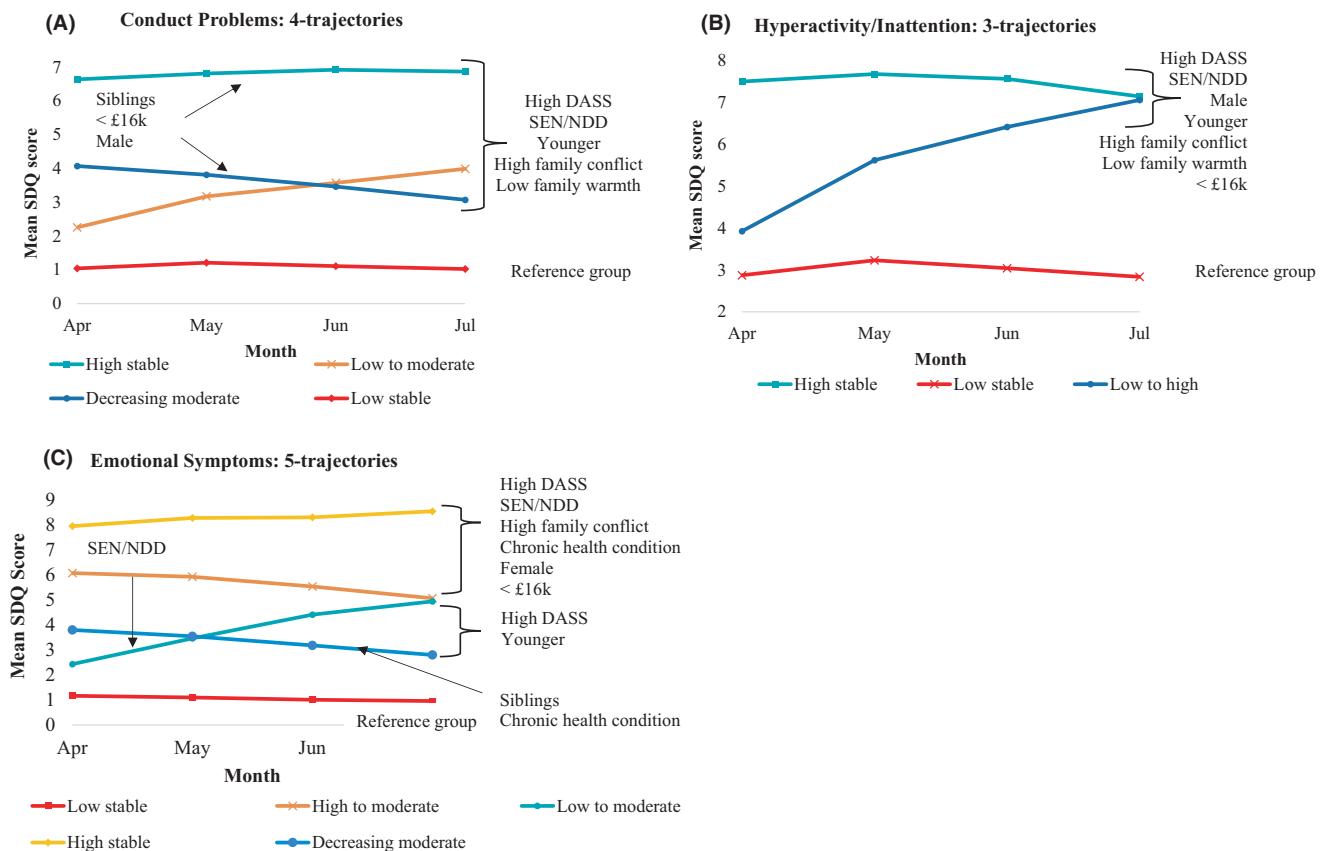 (A) Conduct Problems: 4-trajectories
Mean SDQ score
7
6
5
4
3
2
1
0
Siblings
< £16k
Male
High DASS
SEN/NDD
Younger
High family conflict
Low family warmth
Reference group
Apr May Jun Jul
Month
High stable Low to moderate
Decreasing moderate Low stable
(B) Hyperactivity/Inattention: 3-trajectories
Mean SDQ score
8
7
6
5
4
3
2
High DASS
SEN/NDD
Male
Younger
High family conflict
Low family warmth
< £16k
Reference group
Apr May Jun Jul
Month
High stable Low stable Low to high
(C) Emotional Symptoms: 5-trajectories
Mean SDQ Score
9
8
7
6
5
4
3
2
1
0
SEN/NDD
High DASS
SEN/NDD
High family conflict
Chronic health condition
Female
< £16k
High DASS
Younger
Siblings
Chronic health condition
Reference group
Apr May Jun
Month
Low stable High to moderate Low to moderate
High stable Decreasing moderate